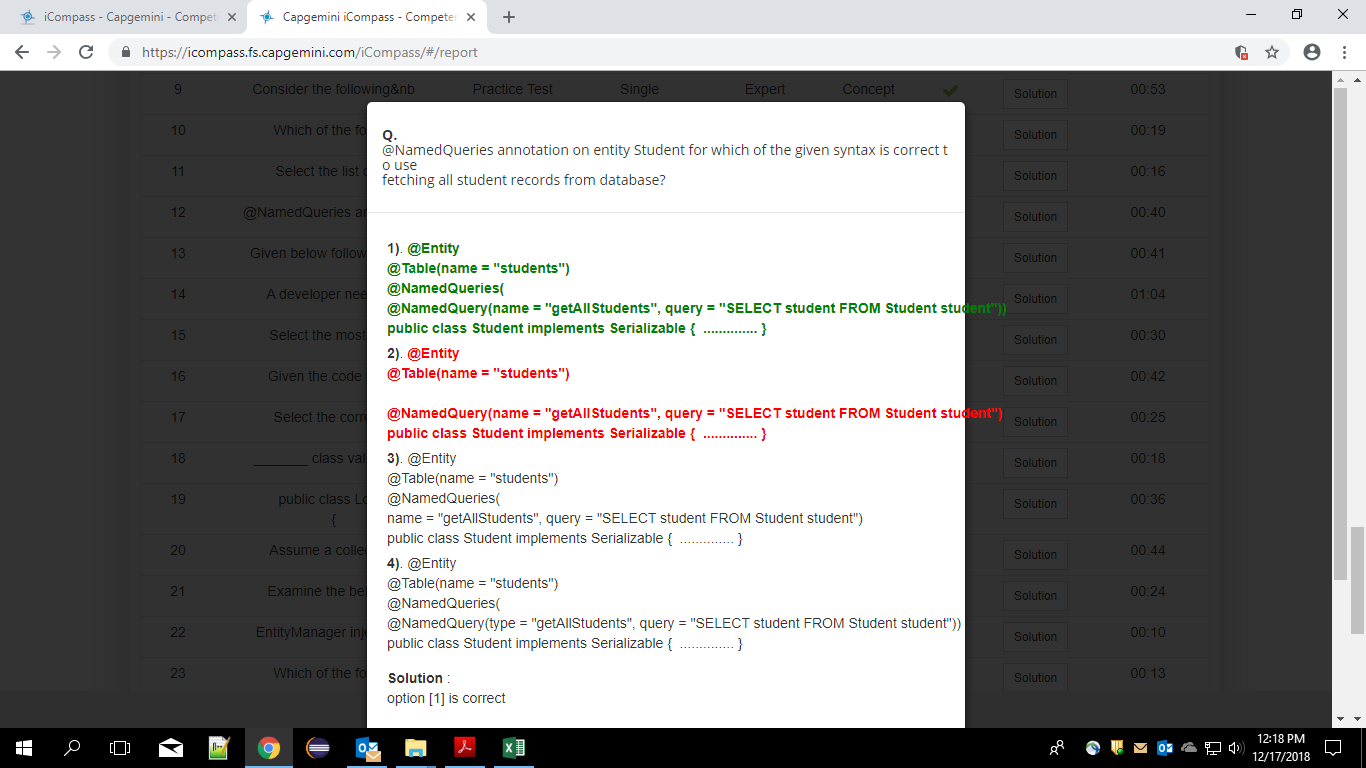 iCompass - Capgemini - Compet
Capgemini iCompass - Competen
https://icompass.fs.capgemini.com/iCompass/#/report
9 Consider the following&nb Practice Test Single Expert Concept Solution 00:53
10 Which of the fo Solution 00:19
11 Select the list o Solution 00:16
12 @NamedQueries an Solution 00:40
13 Given below follow Solution 00:41
14 A developer nee Solution 01:04
15 Select the most Solution 00:30
16 Given the code Solution 00:42
17 Select the corre Solution 00:25
18 _______ class val Solution 00:18
19 public class Lo Solution 00:36
{
20 Assume a colle Solution 00:44
21 Examine the bel Solution 00:24
22 EntityManager inje Solution 00:10
23 Which of the fo Solution 00:13
Q.
@NamedQueries annotation on entity Student for which of the given syntax is correct t
o use
fetching all student records from database?
1). @Entity
@Table(name = "students")
@NamedQueries(
@NamedQuery(name = "getAllStudents", query = "SELECT student FROM Student student"))
public class Student implements Serializable { .............. }
2). @Entity
@Table(name = "students")
@NamedQuery(name = "getAllStudents", query = "SELECT student FROM Student student")
public class Student implements Serializable { .............. }
3). @Entity
@Table(name = "students")
@NamedQueries(
name = "getAllStudents", query = "SELECT student FROM Student student")
public class Student implements Serializable { .............. }
4). @Entity
@Table(name = "students")
@NamedQueries(
@NamedQuery(type = "getAllStudents", query = "SELECT student FROM Student student"))
public class Student implements Serializable { .............. }
Solution :
option [1] is correct
12:18 PM
12/17/2018